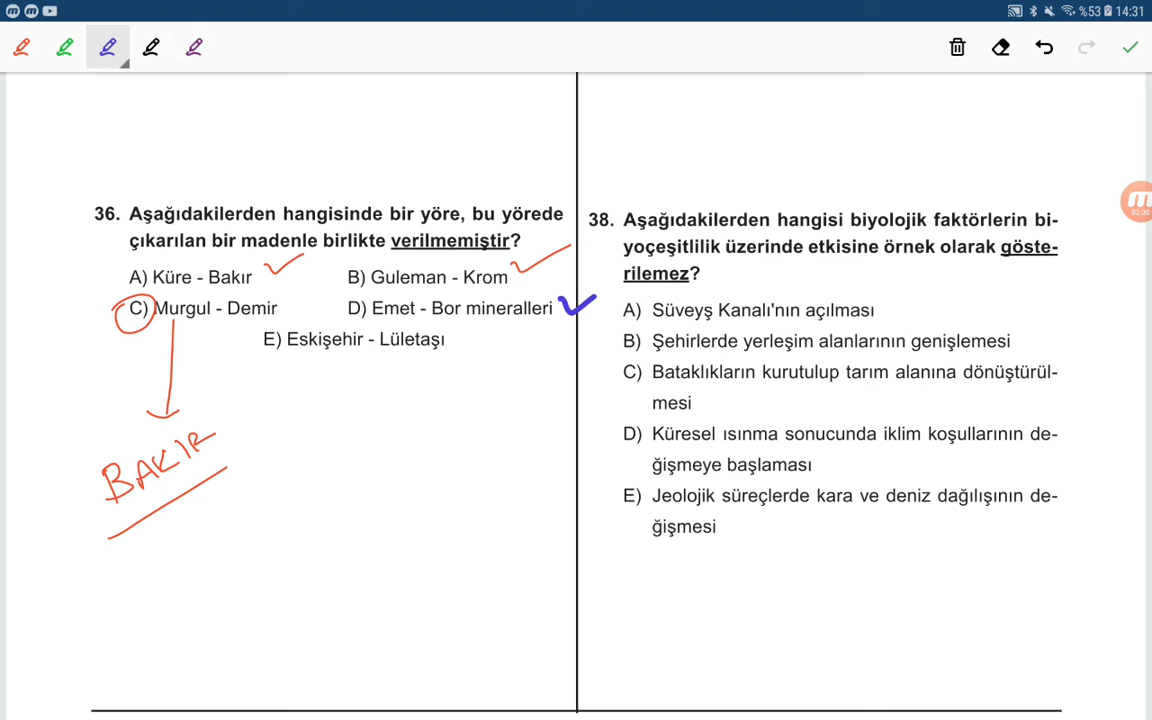 %53 14:31
36. Aşağıdakilerden hangisinde bir yöre, bu yörede
çıkarılan bir madenle birlikte verilmemiştir?
A) Küre - Bakır B) Guleman - Krom
C) Murgul - Demir D) Emet - Bor mineralleri
E) Eskişehir - Lületaşı
BAKIR
38. Aşağıdakilerden hangisi biyolojik faktörlerin bi-
yoçeşitlilik üzerinde etkisine örnek olarak göste-
rilemez?
A) Süveyş Kanalı'nın açılması
B) Şehirlerde yerleşim alanlarının genişlemesi
C) Bataklıkların kurutulup tarım alanına dönüştürül-
mesi
D) Küresel ısınma sonucunda iklim koşullarının de-
ğişmeye başlaması
E) Jeolojik süreçlerde kara ve deniz dağılışının de-
ğişmesi
02:30